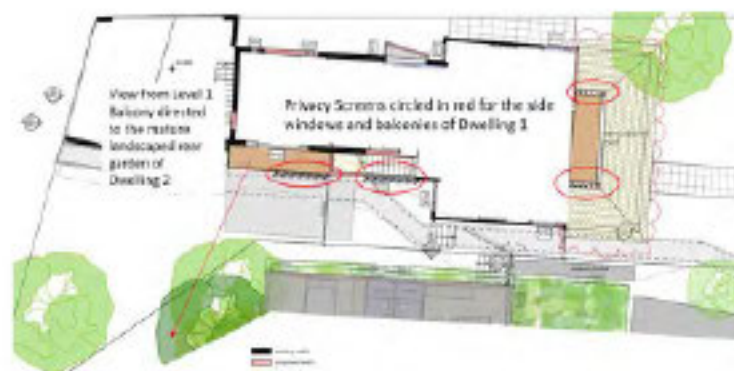 View from Level 1
Balcony directed
to the mature
landscaped rear
garden of
Dwelling 2
Privacy Screens circled in red for the side
windows and balconies of Dwelling 1